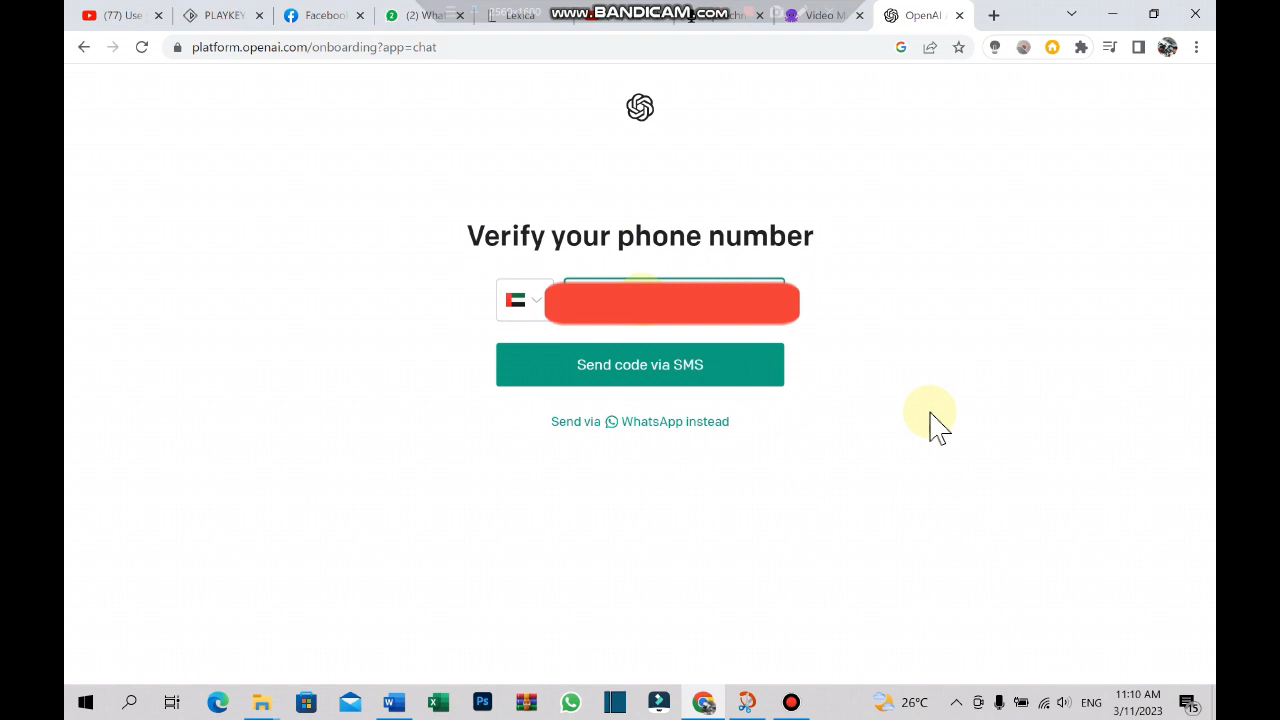 (77) Use
PLAYKEY
Facebook
(2) What
Lexica
2569x1600
www.BANDICAM.com
Video M
OpenAI
platform.openai.com/onboarding?app=chat
Verify your phone number
Send code via SMS
Send via WhatsApp instead
26°C
ENG
11:10 AM
3/11/2023
15